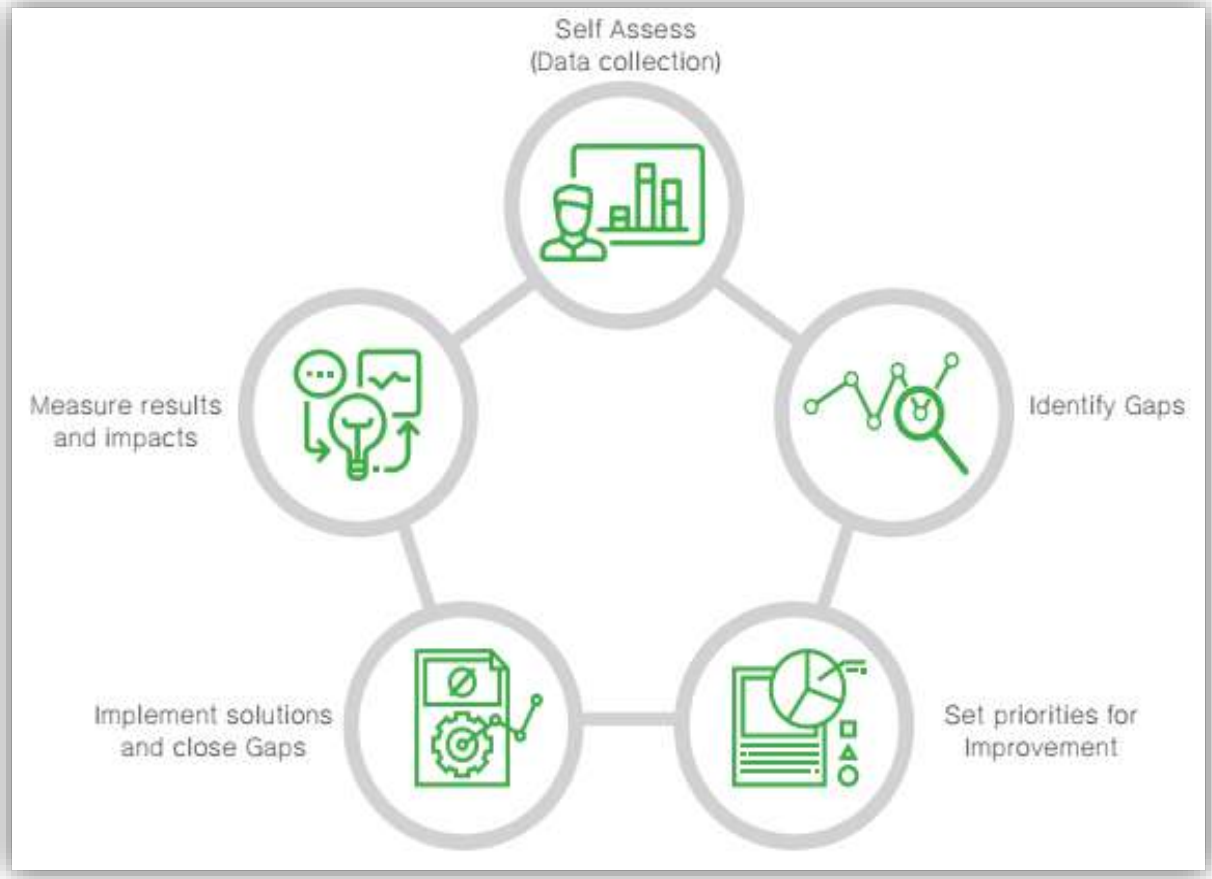 Self Assess
(Data collection)
Identify Gaps
Set priorities for
Improvement
Implement solutions
and close Gaps
Measure results
and impacts